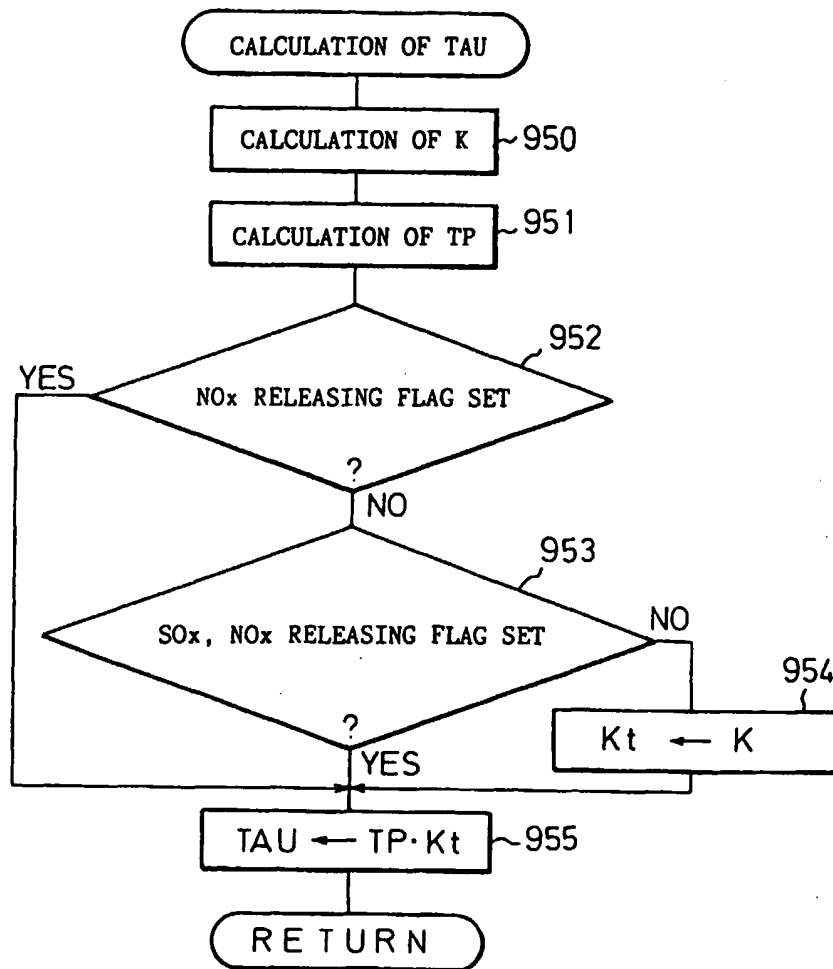 CALCULATION OF TAU
CALCULATION OF K
950
CALCULATION OF TP
951
952
YES
NOx RELEASING FLAG SET
?
NO
953
SOx, NOx RELEASING FLAG SET
NO
954
?
Kt ← K
YES
TAU ← TP·Kt
955
RETURN